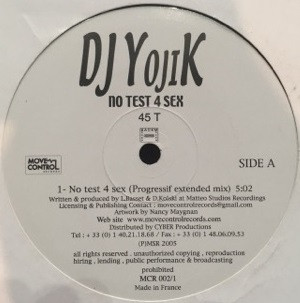 DJ YOJIK
NO TEST 4 SEX
45 T
MOVE
CONTROL
SIDE A
1- No test 4 sex (Progressif extended mix) 5:02
Written & produced by L.Basset & D.Kolski at Matteo Studios Recordings
Licensing & Publishing Contact : movecontrolrecords@gmail.com
Artwork by Nancy Maygnan
Web site www.movecontrolrecords.com
Distributed by CYBER Productions
Tel : + 33 (0) 1.40.21.18.68 / Fax : + 33 (0) 1 48.06.09.53
(P)MSR 2005
all rights reserved . unauthorized copying , reproduction
hiring , lending , public performance & broadcasting
prohibited
MCR 002/1
Made in France